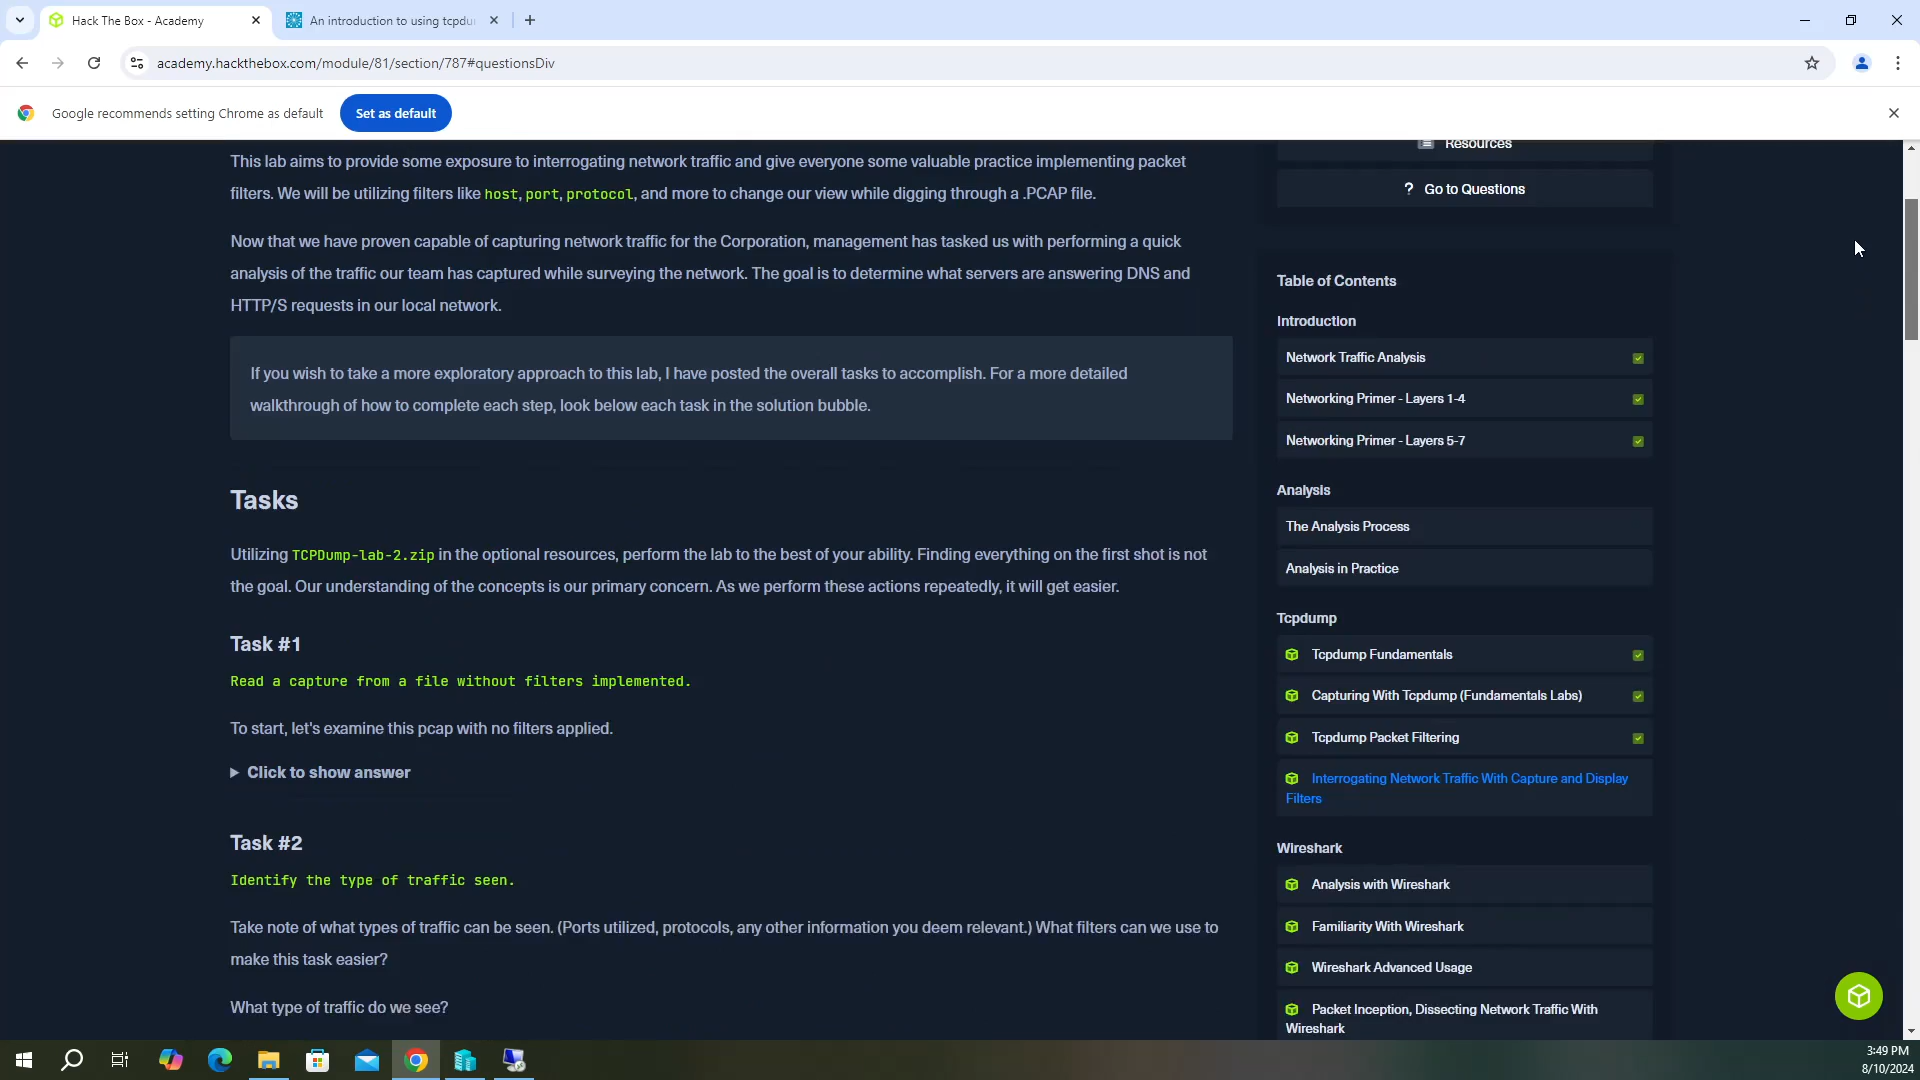 Hack The Box - Academy
An introduction to using tcpdu
academy.hackthebox.com/module/81/section/787#questionsDiv
Google recommends setting Chrome as default
Set as default
This lab aims to provide some exposure to interrogating network traffic and give everyone some valuable practice implementing packet
filters. We will be utilizing filters like host, port, protocol, and more to change our view while digging through a .PCAP file.
Now that we have proven capable of capturing network traffic for the Corporation, management has tasked us with performing a quick
analysis of the traffic our team has captured while surveying the network. The goal is to determine what servers are answering DNS and
HTTP/S requests in our local network.
If you wish to take a more exploratory approach to this lab, I have posted the overall tasks to accomplish. For a more detailed
walkthrough of how to complete each step, look below each task in the solution bubble.
Tasks
Utilizing TCPDump-lab-2.zip in the optional resources, perform the lab to the best of your ability. Finding everything on the first shot is not
the goal. Our understanding of the concepts is our primary concern. As we perform these actions repeatedly, it will get easier.
Task #1
Read a capture from a file without filters implemented.
To start, let's examine this pcap with no filters applied.
Click to show answer
Task #2
Identify the type of traffic seen.
Take note of what types of traffic can be seen. (Ports utilized, protocols, any other information you deem relevant.) What filters can we use to
make this task easier?
What type of traffic do we see?
Resources
? Go to Questions
Table of Contents
Introduction
Network Traffic Analysis
Networking Primer - Layers 1-4
Networking Primer - Layers 5-7
Analysis
The Analysis Process
Analysis in Practice
Tcpdump
Tcpdump Fundamentals
Capturing With Tcpdump (Fundamentals Labs)
Tcpdump Packet Filtering
Interrogating Network Traffic With Capture and Display
Filters
Wireshark
Analysis with Wireshark
Familiarity With Wireshark
Wireshark Advanced Usage
Packet Inception, Dissecting Network Traffic With
Wireshark
3:49 PM
8/10/2024